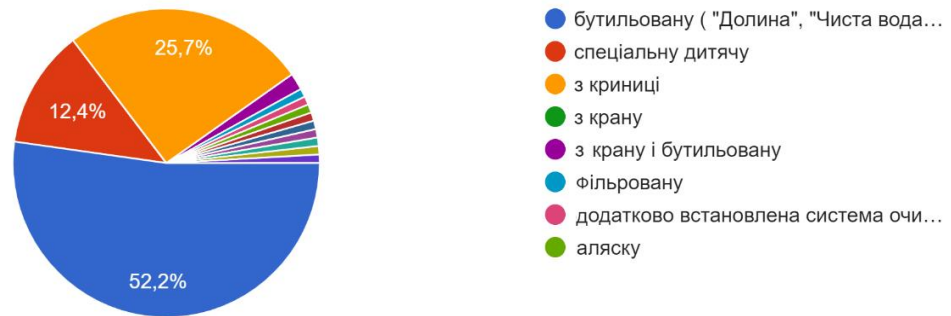 25,7%
12,4%
52,2%
бутильовану ( "Долина", "Чиста вода…
спеціальну дитячу
з криниці
з крану
з крану і бутильовану
Фільровану
додатково встановлена система очи…
аляску